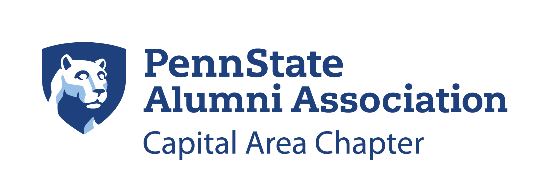 PennState
Alumni Association
Capital Area Chapter